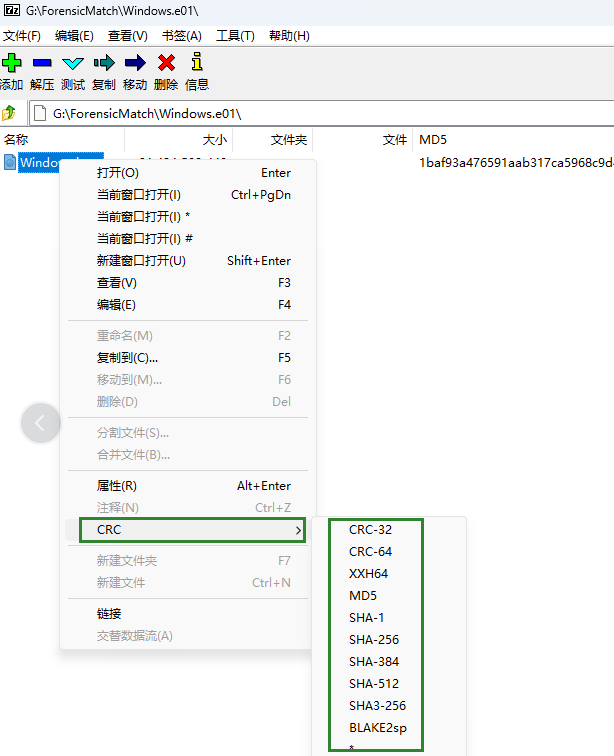 G:\ForensicMatch\Windows.e01\
文件(F) 编辑(E) 查看(V) 书签(A) 工具(T) 帮助(H)
添加 解压 测试 复制 移动 删除 信息
G:\ForensicMatch\Windows.e01\
名称 大小 文件夹 文件 MD5
1baf93a476591aab317ca5968c9d
打开(O) Enter
当前窗口打开(I) Ctrl+PgDn
当前窗口打开(I) *
当前窗口打开(I) #
新建窗口打开(U) Shift+Enter
查看(V) F3
编辑(E) F4
重命名(M) F2
复制到(C)... F5
移动到(M)... F6
删除(D) Del
分割文件(S)...
合并文件(B)...
属性(R) Alt+Enter
注释(N) Ctrl+Z
CRC
新建文件夹 F7
新建文件 Ctrl+N
链接
交替数据流(A)
CRC-32
CRC-64
XXH64
MD5
SHA-1
SHA-256
SHA-384
SHA-512
SHA3-256
BLAKE2sp
*